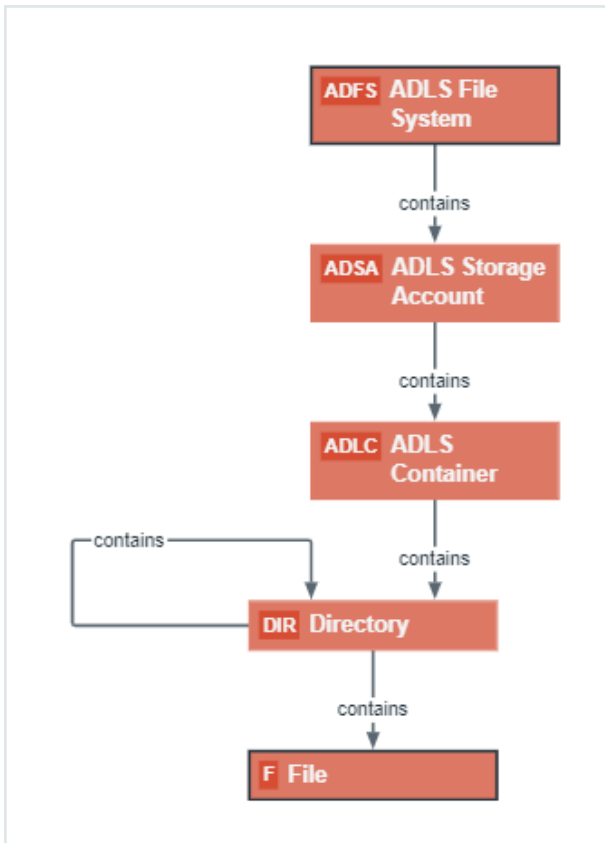 ADFS ADLS File
System
contains
ADSA ADLS Storage
Account
contains
ADLC ADLS
Container
contains
contains
DIR Directory
contains
F File